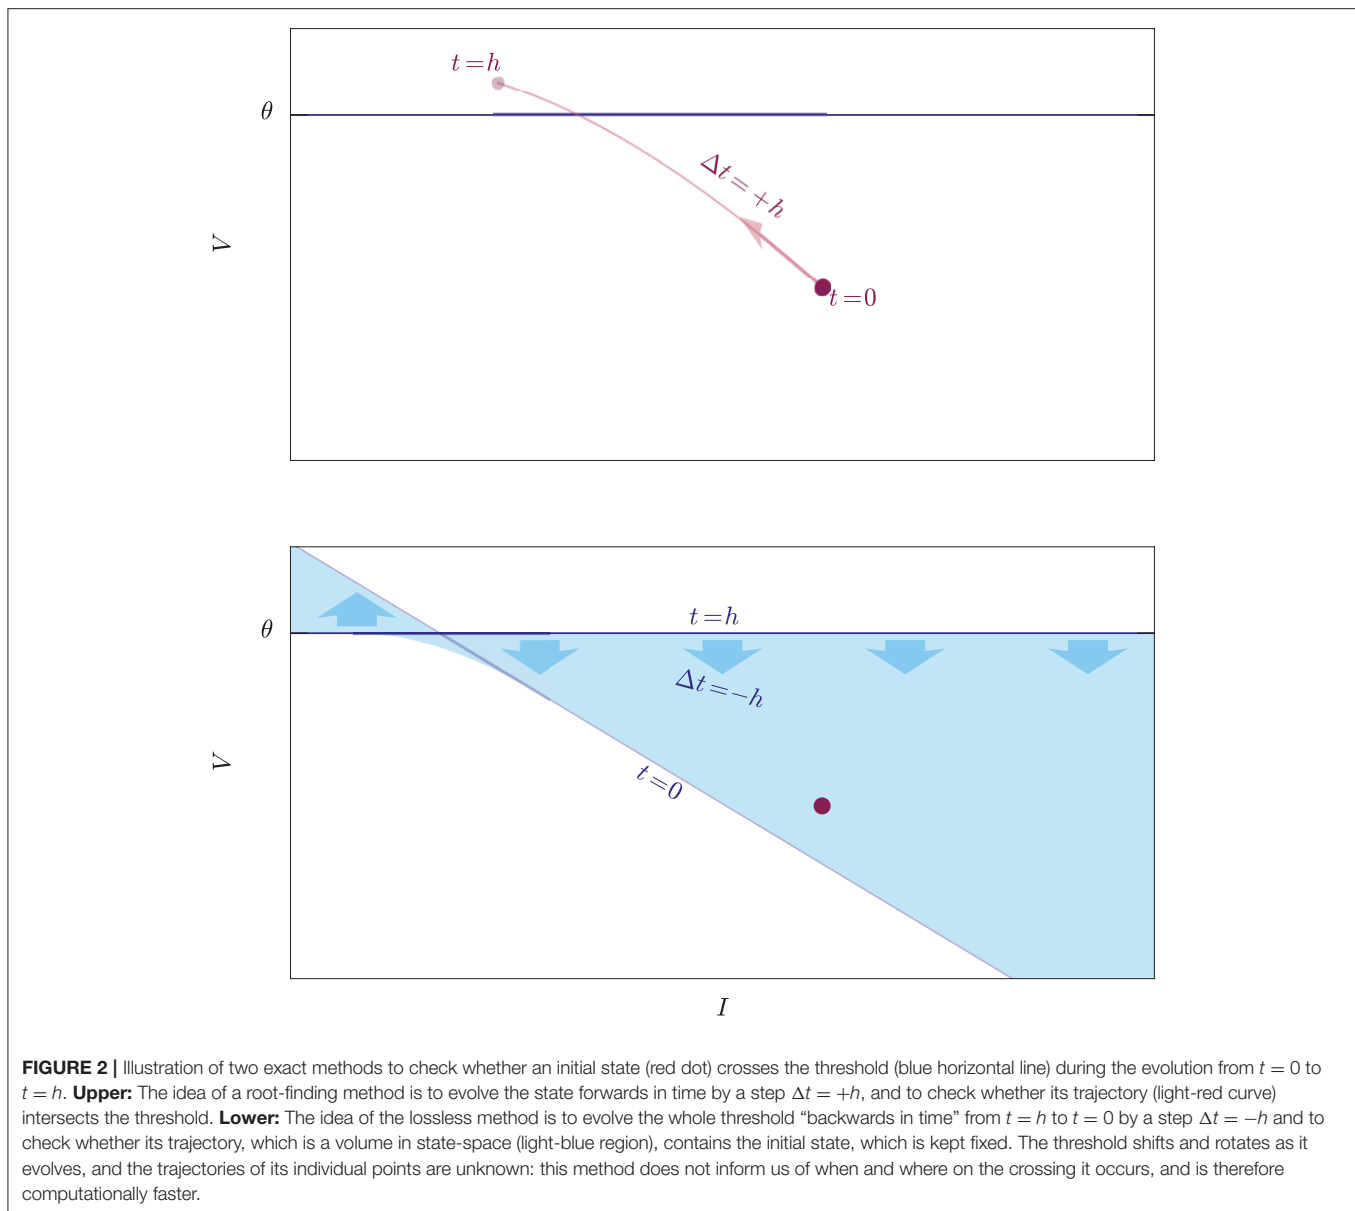 t=h
θ
Δt=+h
V
t=0
t=h
θ
Δt=−h
V
t=0
I
FIGURE 2 | Illustration of two exact methods to check whether an initial state (red dot) crosses the threshold (blue horizontal line) during the evolution from t = 0 to
t = h. Upper: The idea of a root-finding method is to evolve the state forwards in time by a step Δt = +h, and to check whether its trajectory (light-red curve)
intersects the threshold. Lower: The idea of the lossless method is to evolve the whole threshold “backwards in time” from t = h to t = 0 by a step Δt = −h and to
check whether its trajectory, which is a volume in state-space (light-blue region), contains the initial state, which is kept fixed. The threshold shifts and rotates as it
evolves, and the trajectories of its individual points are unknown: this method does not inform us of when and where on the crossing it occurs, and is therefore
computationally faster.